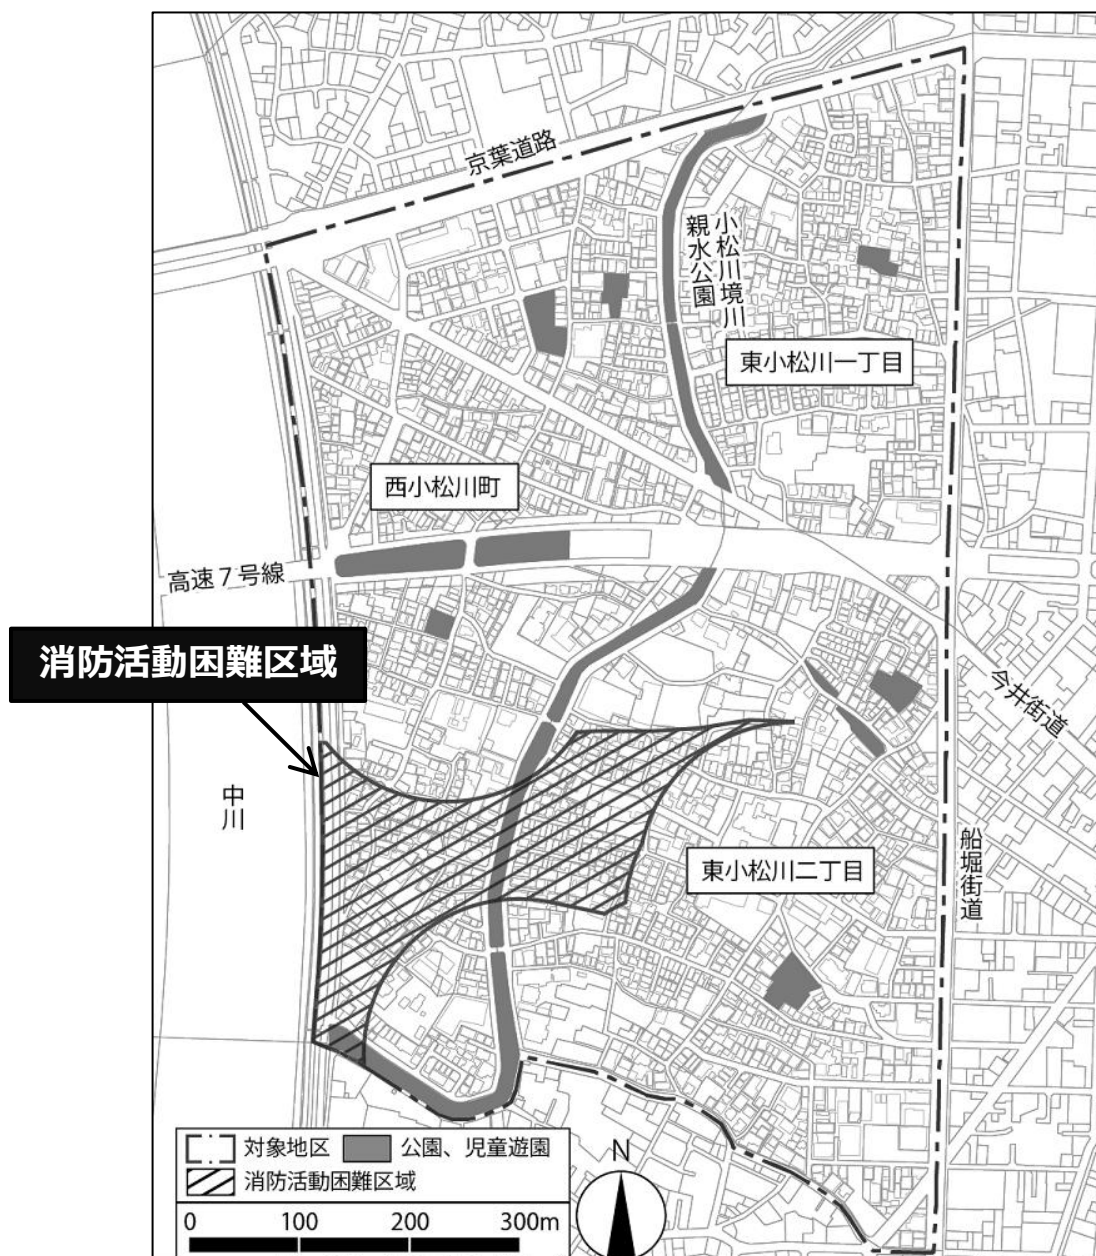 京葉道路
小松川境川
親水公園
東小松川一丁目
西小松川町
高速7号線
消防活動困難区域
今井街道
中川
船堀街道
東小松川二丁目
対象地区
公園、児童遊園
消防活動困難区域
N
0 100 200 300m